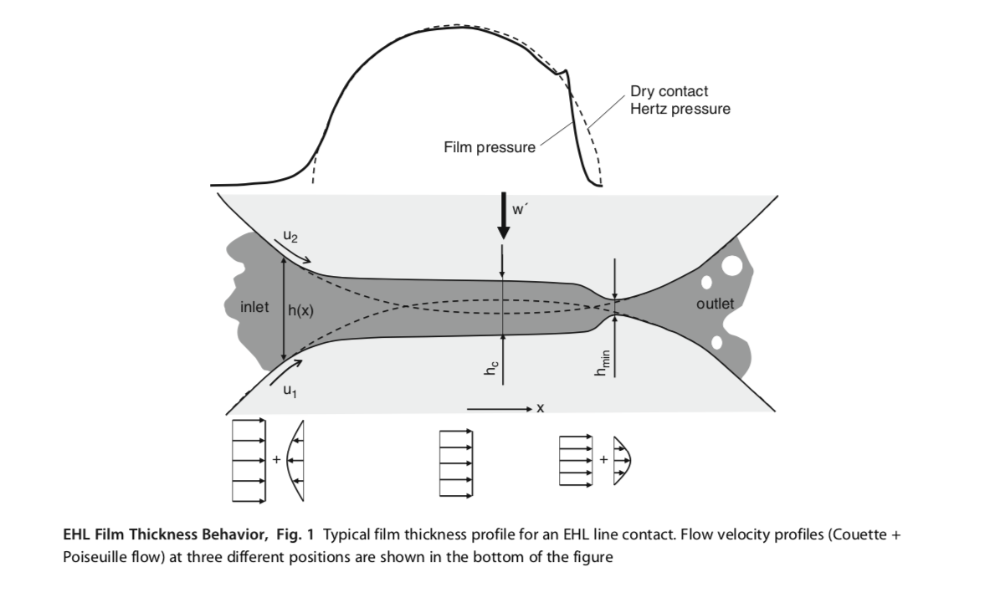 Dry contact
Hertz pressure
Film pressure
w´
u₂
inlet
h(x)
outlet
h꜀
hₘᵢₙ
u₁
x
+
+
EHL Film Thickness Behavior, Fig. 1 Typical film thickness profile for an EHL line contact. Flow velocity profiles (Couette +
Poiseuille flow) at three different positions are shown in the bottom of the figure